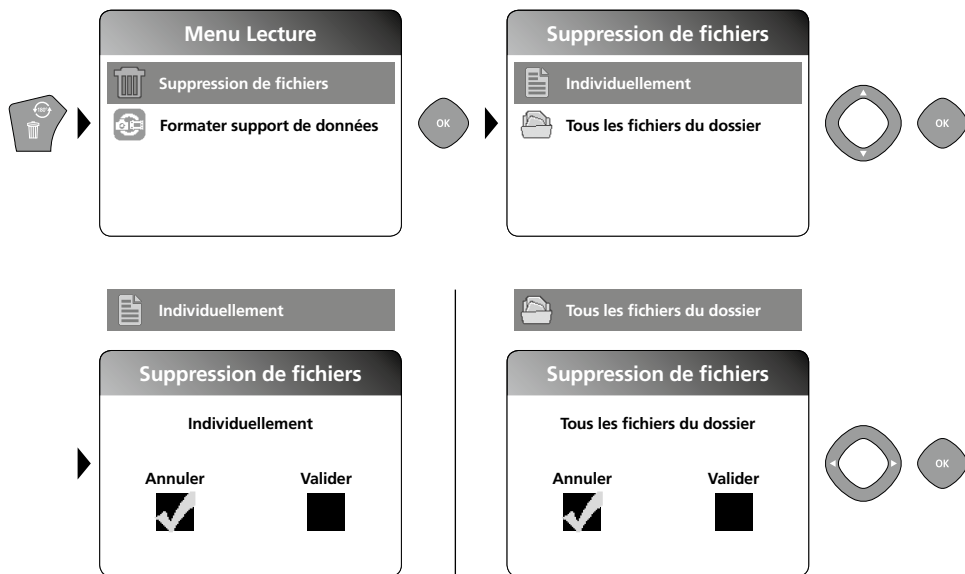 Menu Lecture
Suppression de fichiers
Formater support de données
180°
OK
Suppression de fichiers
Individuellement
Tous les fichiers du dossier
OK
Individuellement
Suppression de fichiers
Individuellement
Annuler
Valider
Tous les fichiers du dossier
Suppression de fichiers
Tous les fichiers du dossier
Annuler
Valider
OK